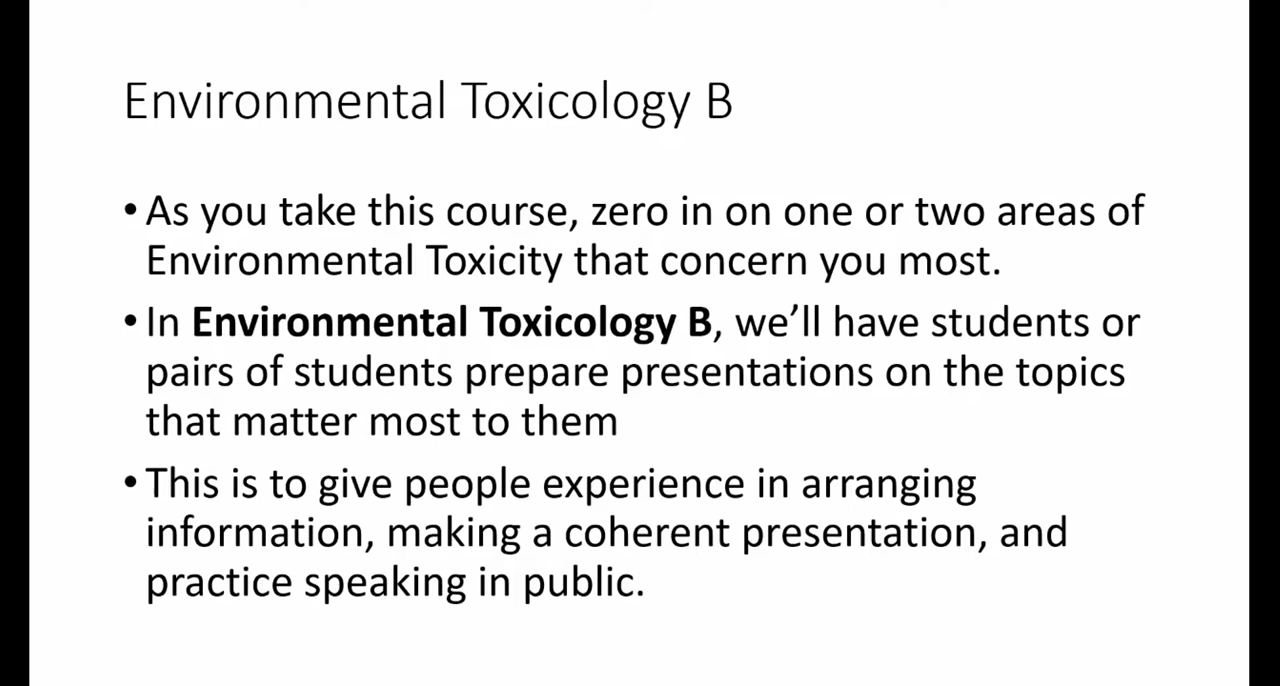 Environmental Toxicology B
• As you take this course, zero in on one or two areas of
Environmental Toxicity that concern you most.
• In Environmental Toxicology B, we’ll have students or
pairs of students prepare presentations on the topics
that matter most to them
• This is to give people experience in arranging
information, making a coherent presentation, and
practice speaking in public.